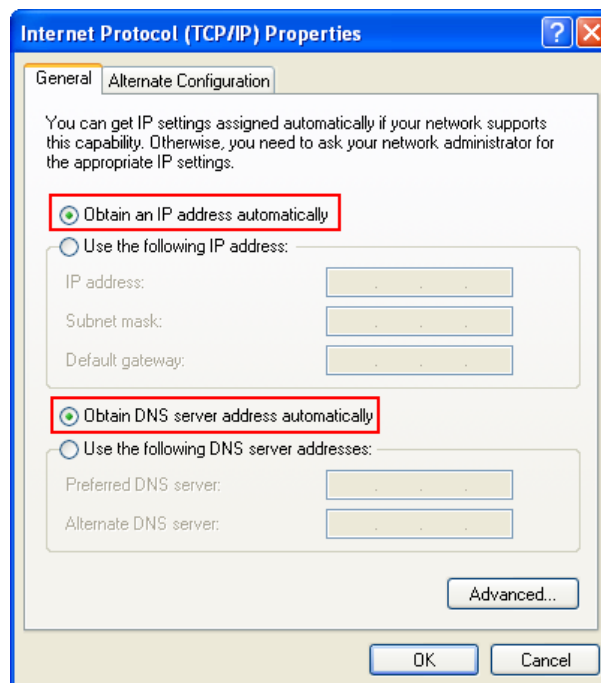 Internet Protocol (TCP/IP) Properties
General
Alternate Configuration
You can get IP settings assigned automatically if your network supports
this capability. Otherwise, you need to ask your network administrator for
the appropriate IP settings.
Obtain an IP address automatically
Use the following IP address:
IP address:
Subnet mask:
Default gateway:
Obtain DNS server address automatically
Use the following DNS server addresses:
Preferred DNS server:
Alternate DNS server:
Advanced...
OK
Cancel